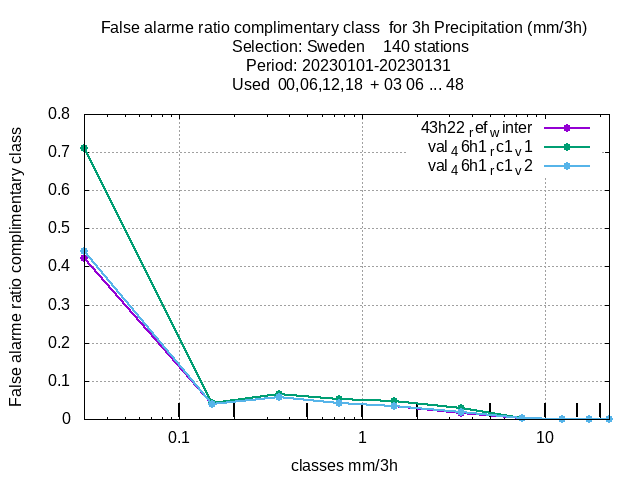 False alarme ratio complimentary class  for 3h Precipitation (mm/3h)
Selection: Sweden    140 stations
Period: 20230101-20230131
Used  00,06,12,18  + 03 06 ... 48
False alarme ratio complimentary class
0.8
0.7
0.6
0.5
0.4
0.3
0.2
0.1
0
43h22_ref_winter
val_46h1_rc1_v1
val_46h1_rc1_v2
0.1
1
10
classes mm/3h